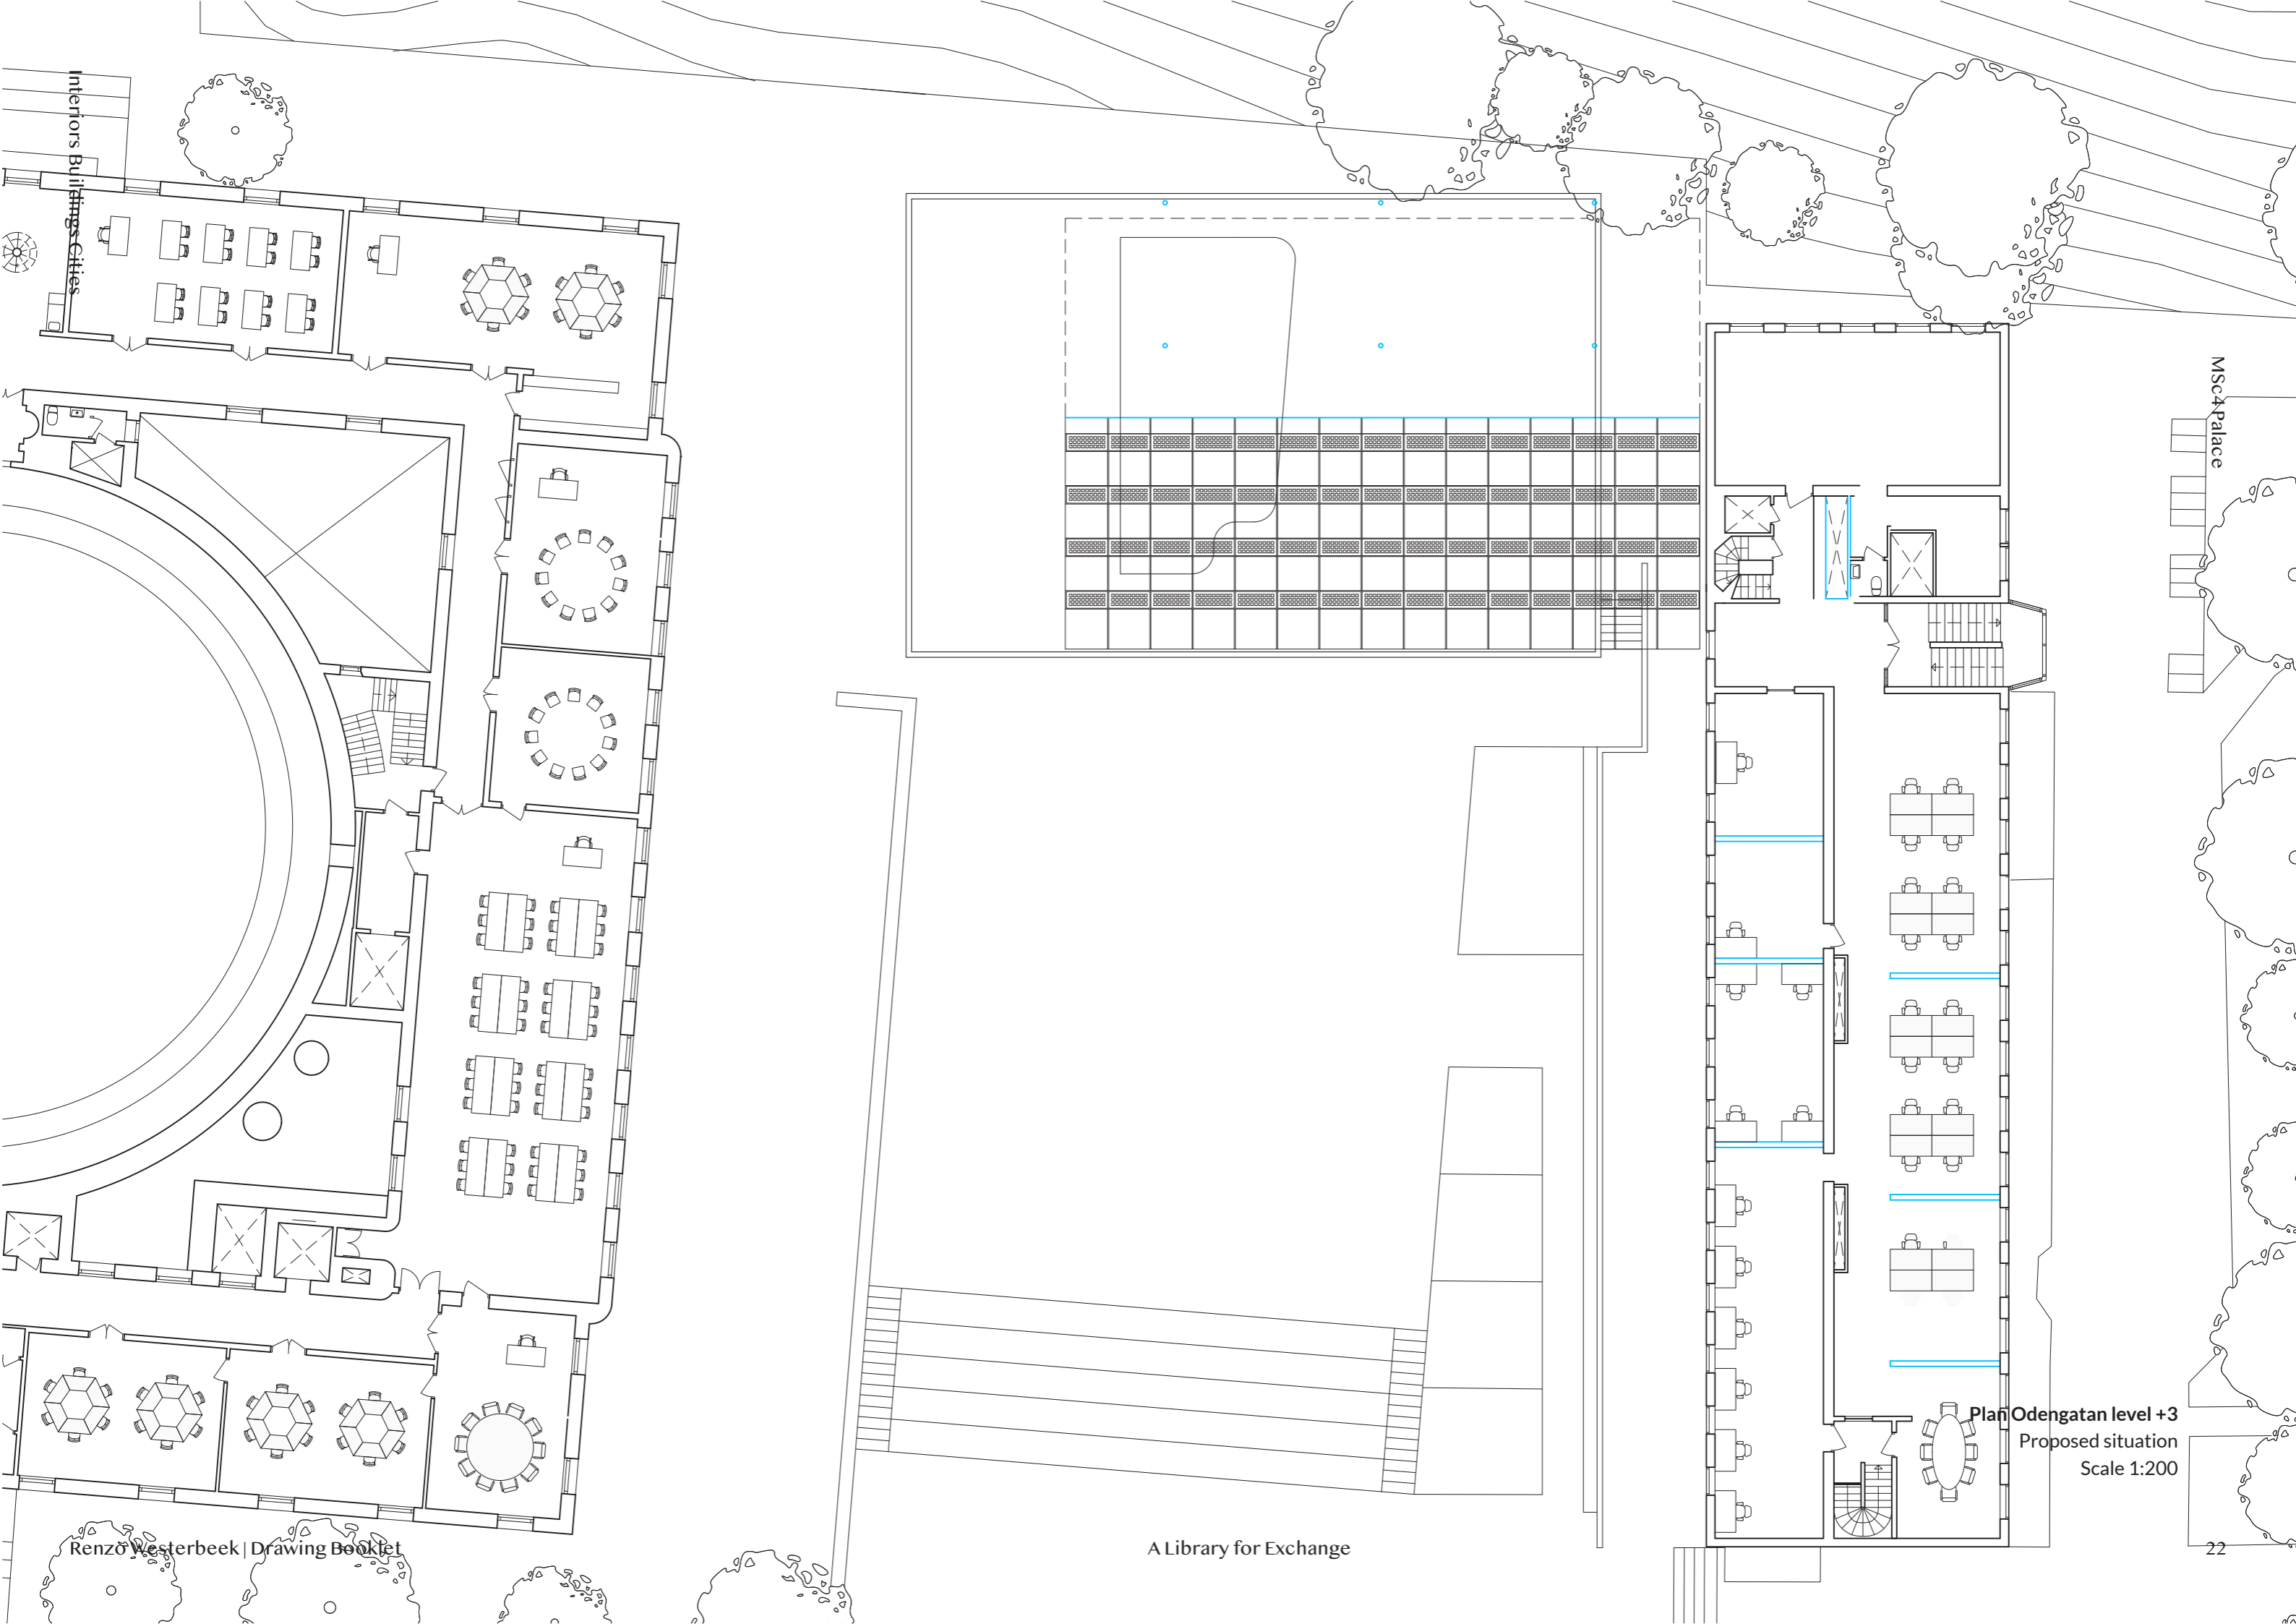 Interiors Buildings Cities
MSc4 Palace
Plan Odengatan level +3
Proposed situation
Scale 1:200
Renzo Westerbeek | Drawing Booklet
A Library for Exchange
22